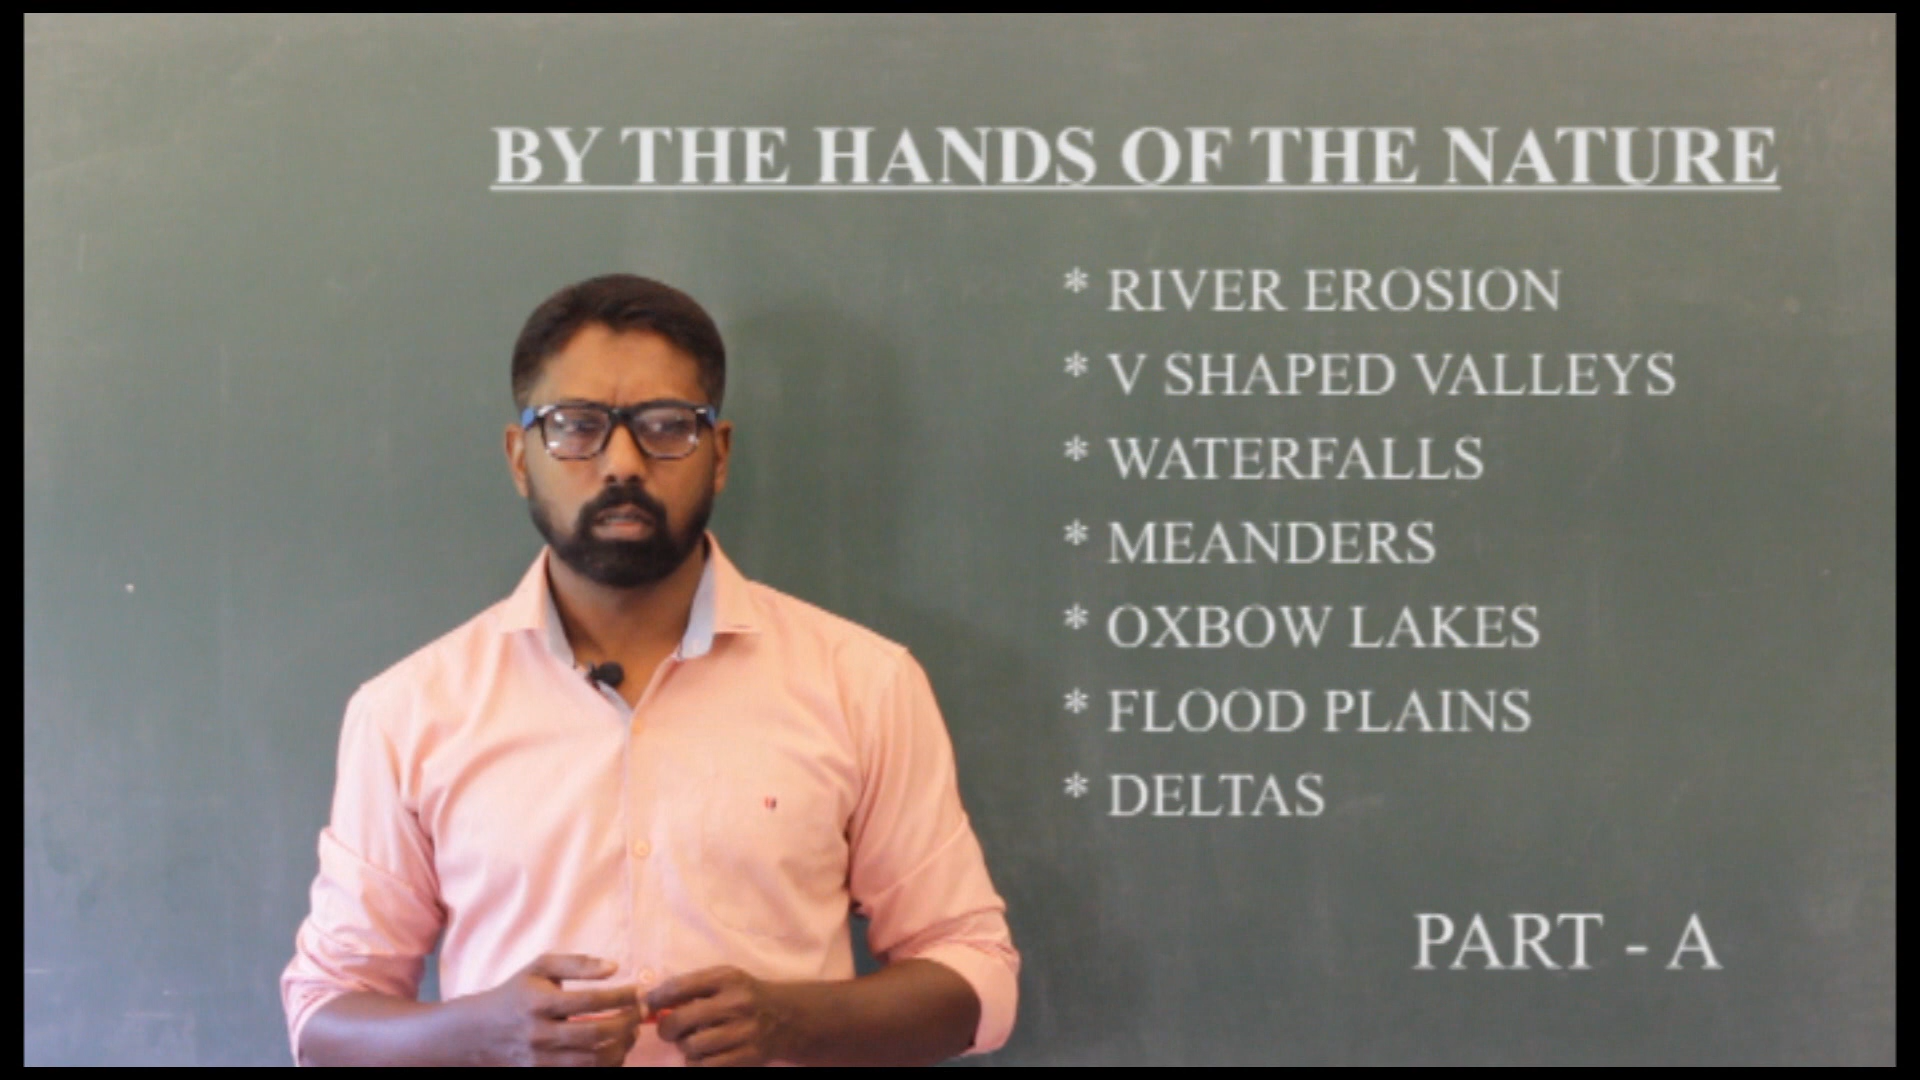 BY THE HANDS OF THE NATURE
* RIVER EROSION
* V SHAPED VALLEYS
* WATERFALLS
* MEANDERS
* OXBOW LAKES
* FLOOD PLAINS
* DELTAS
PART - A